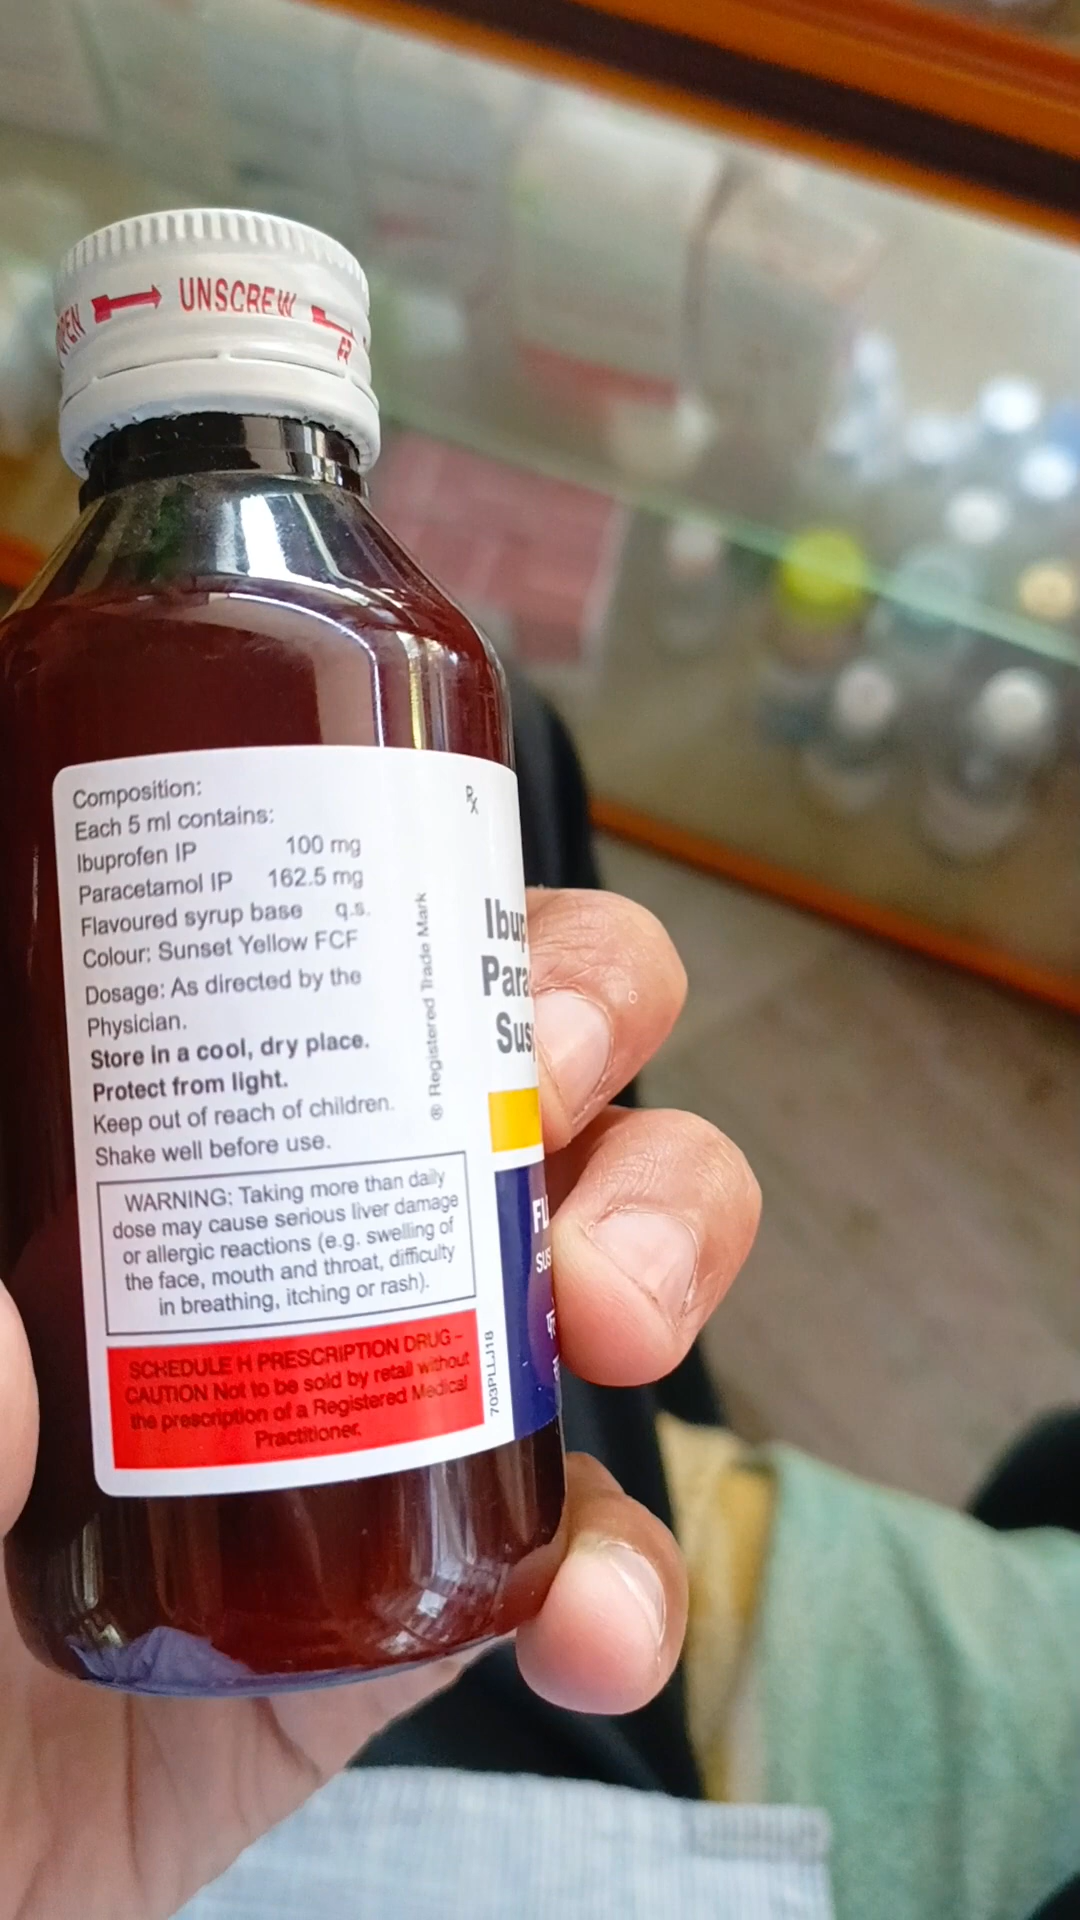 UNSCREW
Composition:
Each 5 ml contains:
Ibuprofen IP 100 mg
Paracetamol IP 162.5 mg
Flavoured syrup base q.s.
Colour: Sunset Yellow FCF
Dosage: As directed by the
Physician.
Store in a cool, dry place.
Protect from light.
Keep out of reach of children.
Shake well before use.
WARNING: Taking more than daily
dose may cause serious liver damage
or allergic reactions (e.g. swelling of
the face, mouth and throat, difficulty
in breathing, itching or rash).
SCHEDULE H PRESCRIPTION DRUG –
CAUTION Not to be sold by retail without
the prescription of a Registered Medical
Practitioner.
® Registered Trade Mark
703PLLJ18
℞
Ibup
Para
Sus